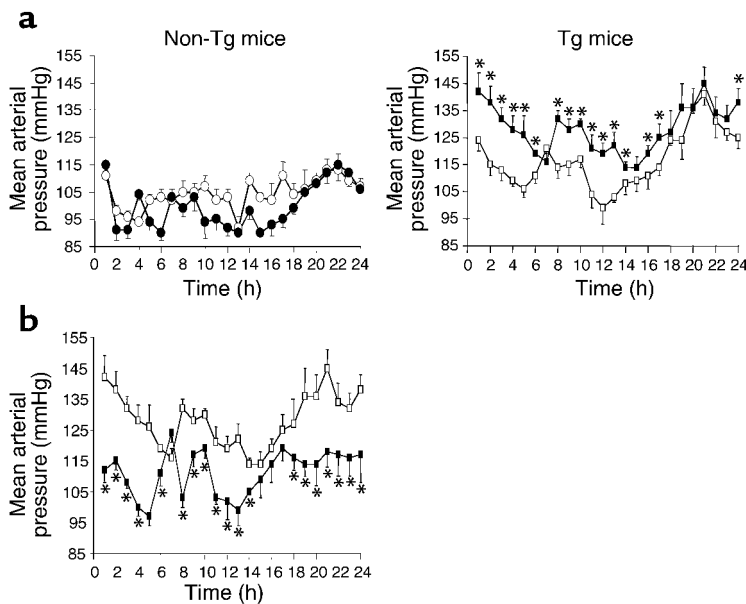 a
Non-Tg mice
Mean arterial
pressure (mmHg)
155
145
135
125
115
105
95
85
0 2 4 6 8 10 12 14 16 18 20 22 24
Time (h)
Tg mice
Mean arterial
pressure (mmHg)
155
145
135
125
115
105
95
85
* * * * * * * * * * * * * * * *
0 2 4 6 8 10 12 14 16 18 20 22 24
Time (h)
b
Mean arterial
pressure (mmHg)
155
145
135
125
115
105
95
85
* * * * * * * * * * * * * * * * * * *
0 2 4 6 8 10 12 14 16 18 20 22 24
Time (h)